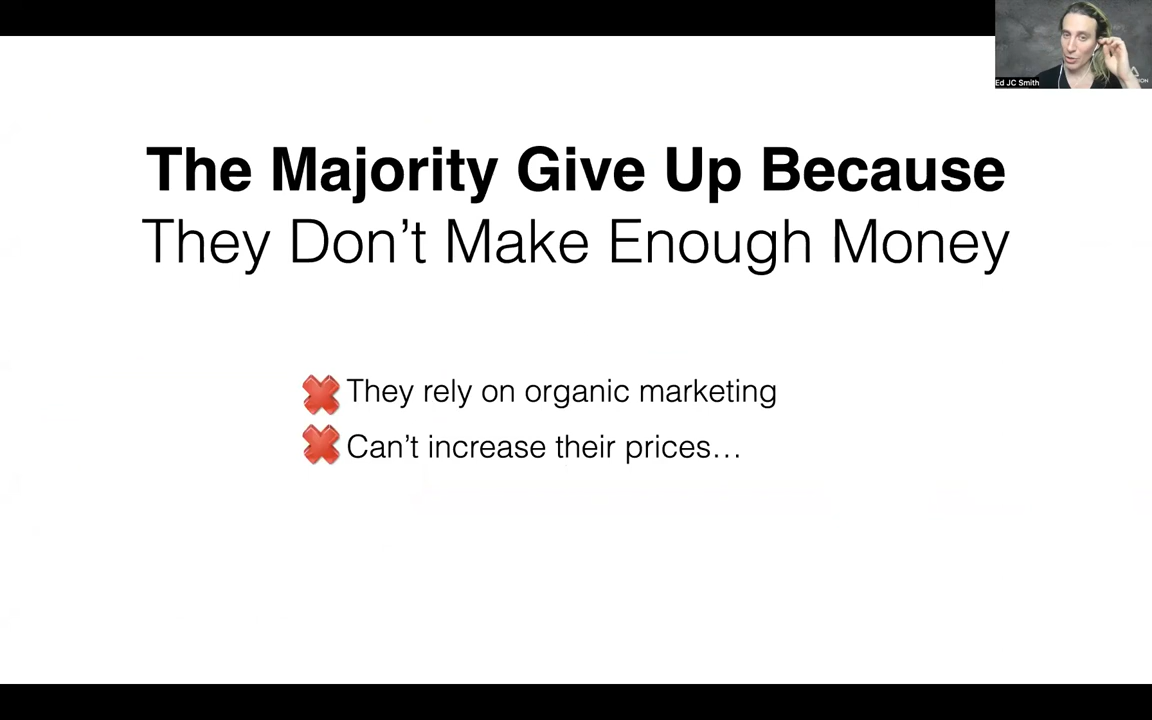 Ed JC Smith
The Majority Give Up Because
They Don’t Make Enough Money
They rely on organic marketing
Can’t increase their prices…